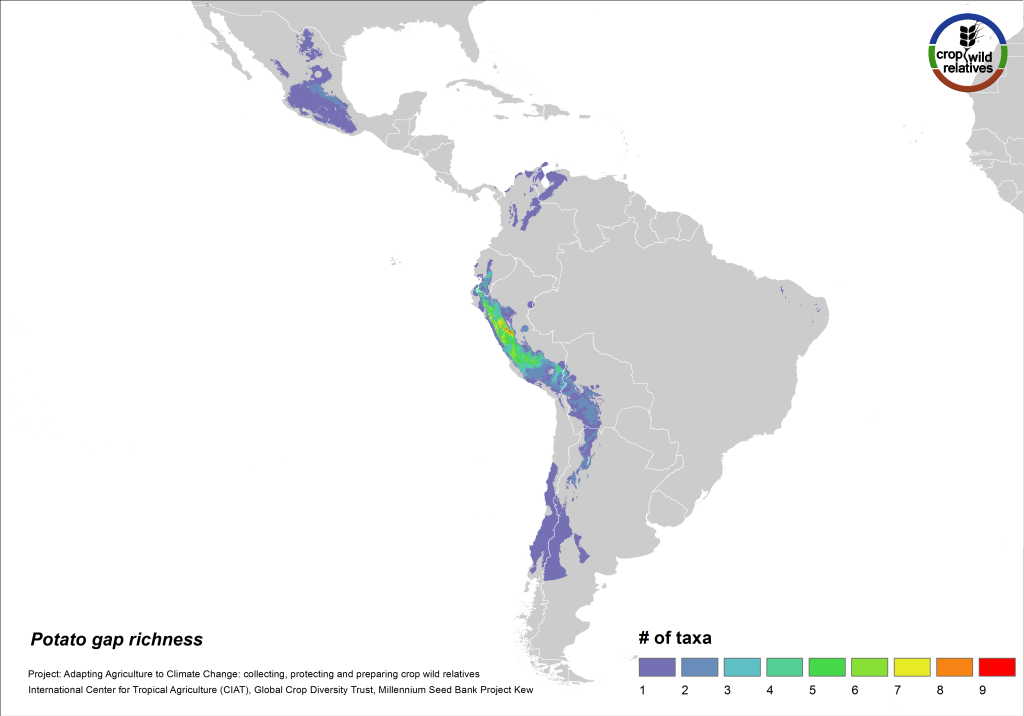 crop wild
relatives
Potato gap richness
Project: Adapting Agriculture to Climate Change: collecting, protecting and preparing crop wild relatives
International Center for Tropical Agriculture (CIAT), Global Crop Diversity Trust, Millennium Seed Bank Project Kew
# of taxa
1 2 3 4 5 6 7 8 9